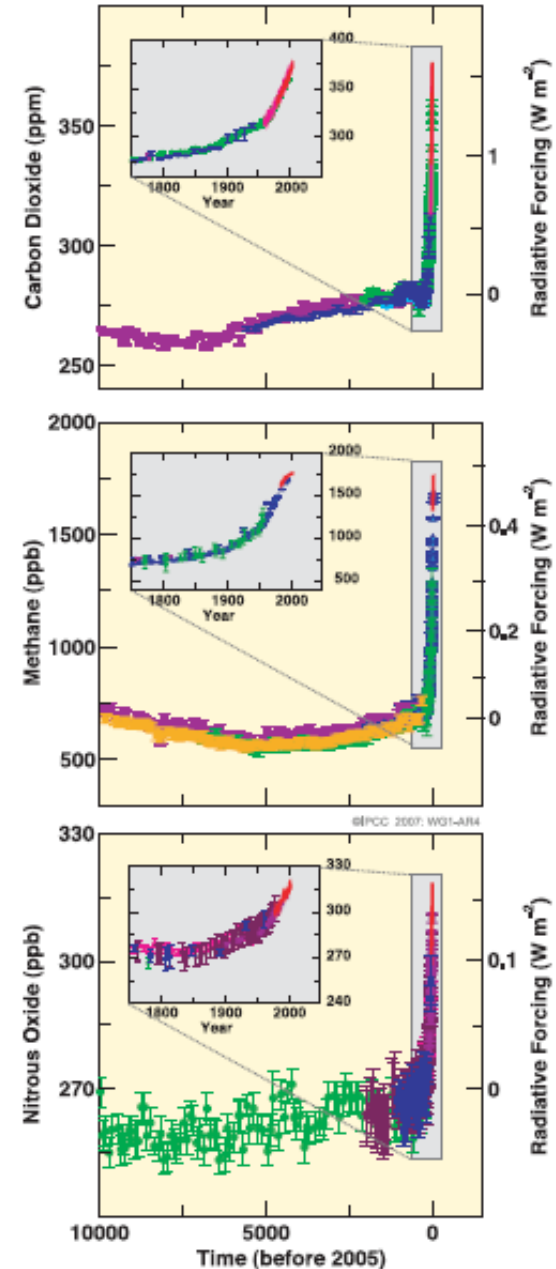 Carbon Dioxide (ppm)
350
300
250
400
350
300
1800 1900 2000
Year
1
0
Radiative Forcing (W m-2)
Methane (ppb)
2000
1500
1000
500
2000
1500
1000
500
1800 1900 2000
Year
0.4
0.2
0
Radiative Forcing (W m-2)
©IPCC 2007: WG1-AR4
Nitrous Oxide (ppb)
330
300
270
330
300
270
240
1800 1900 2000
Year
0.1
0
Radiative Forcing (W m-2)
10000 5000 0
Time (before 2005)